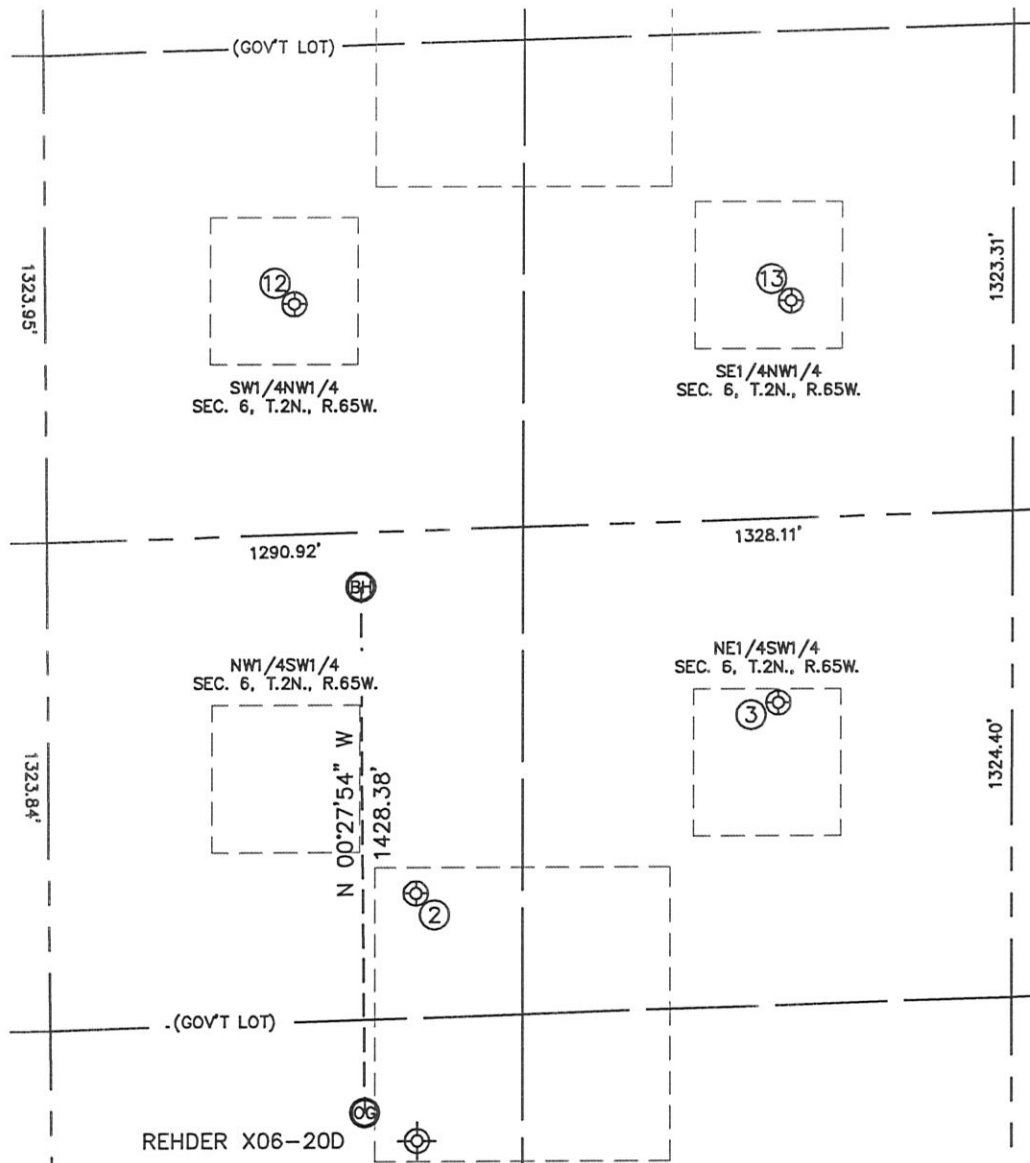 (GOV'T LOT)
1323.95'
1323.31'
12
13
SW1/4NW1/4
SEC. 6, T.2N., R.65W.
SE1/4NW1/4
SEC. 6, T.2N., R.65W.
1290.92'
1328.11'
BH
NW1/4SW1/4
SEC. 6, T.2N., R.65W.
NE1/4SW1/4
SEC. 6, T.2N., R.65W.
3
1323.84'
N 00°27'54" W
1428.38'
1324.40'
2
.(GOV'T LOT)
OG
REHDER X06-20D